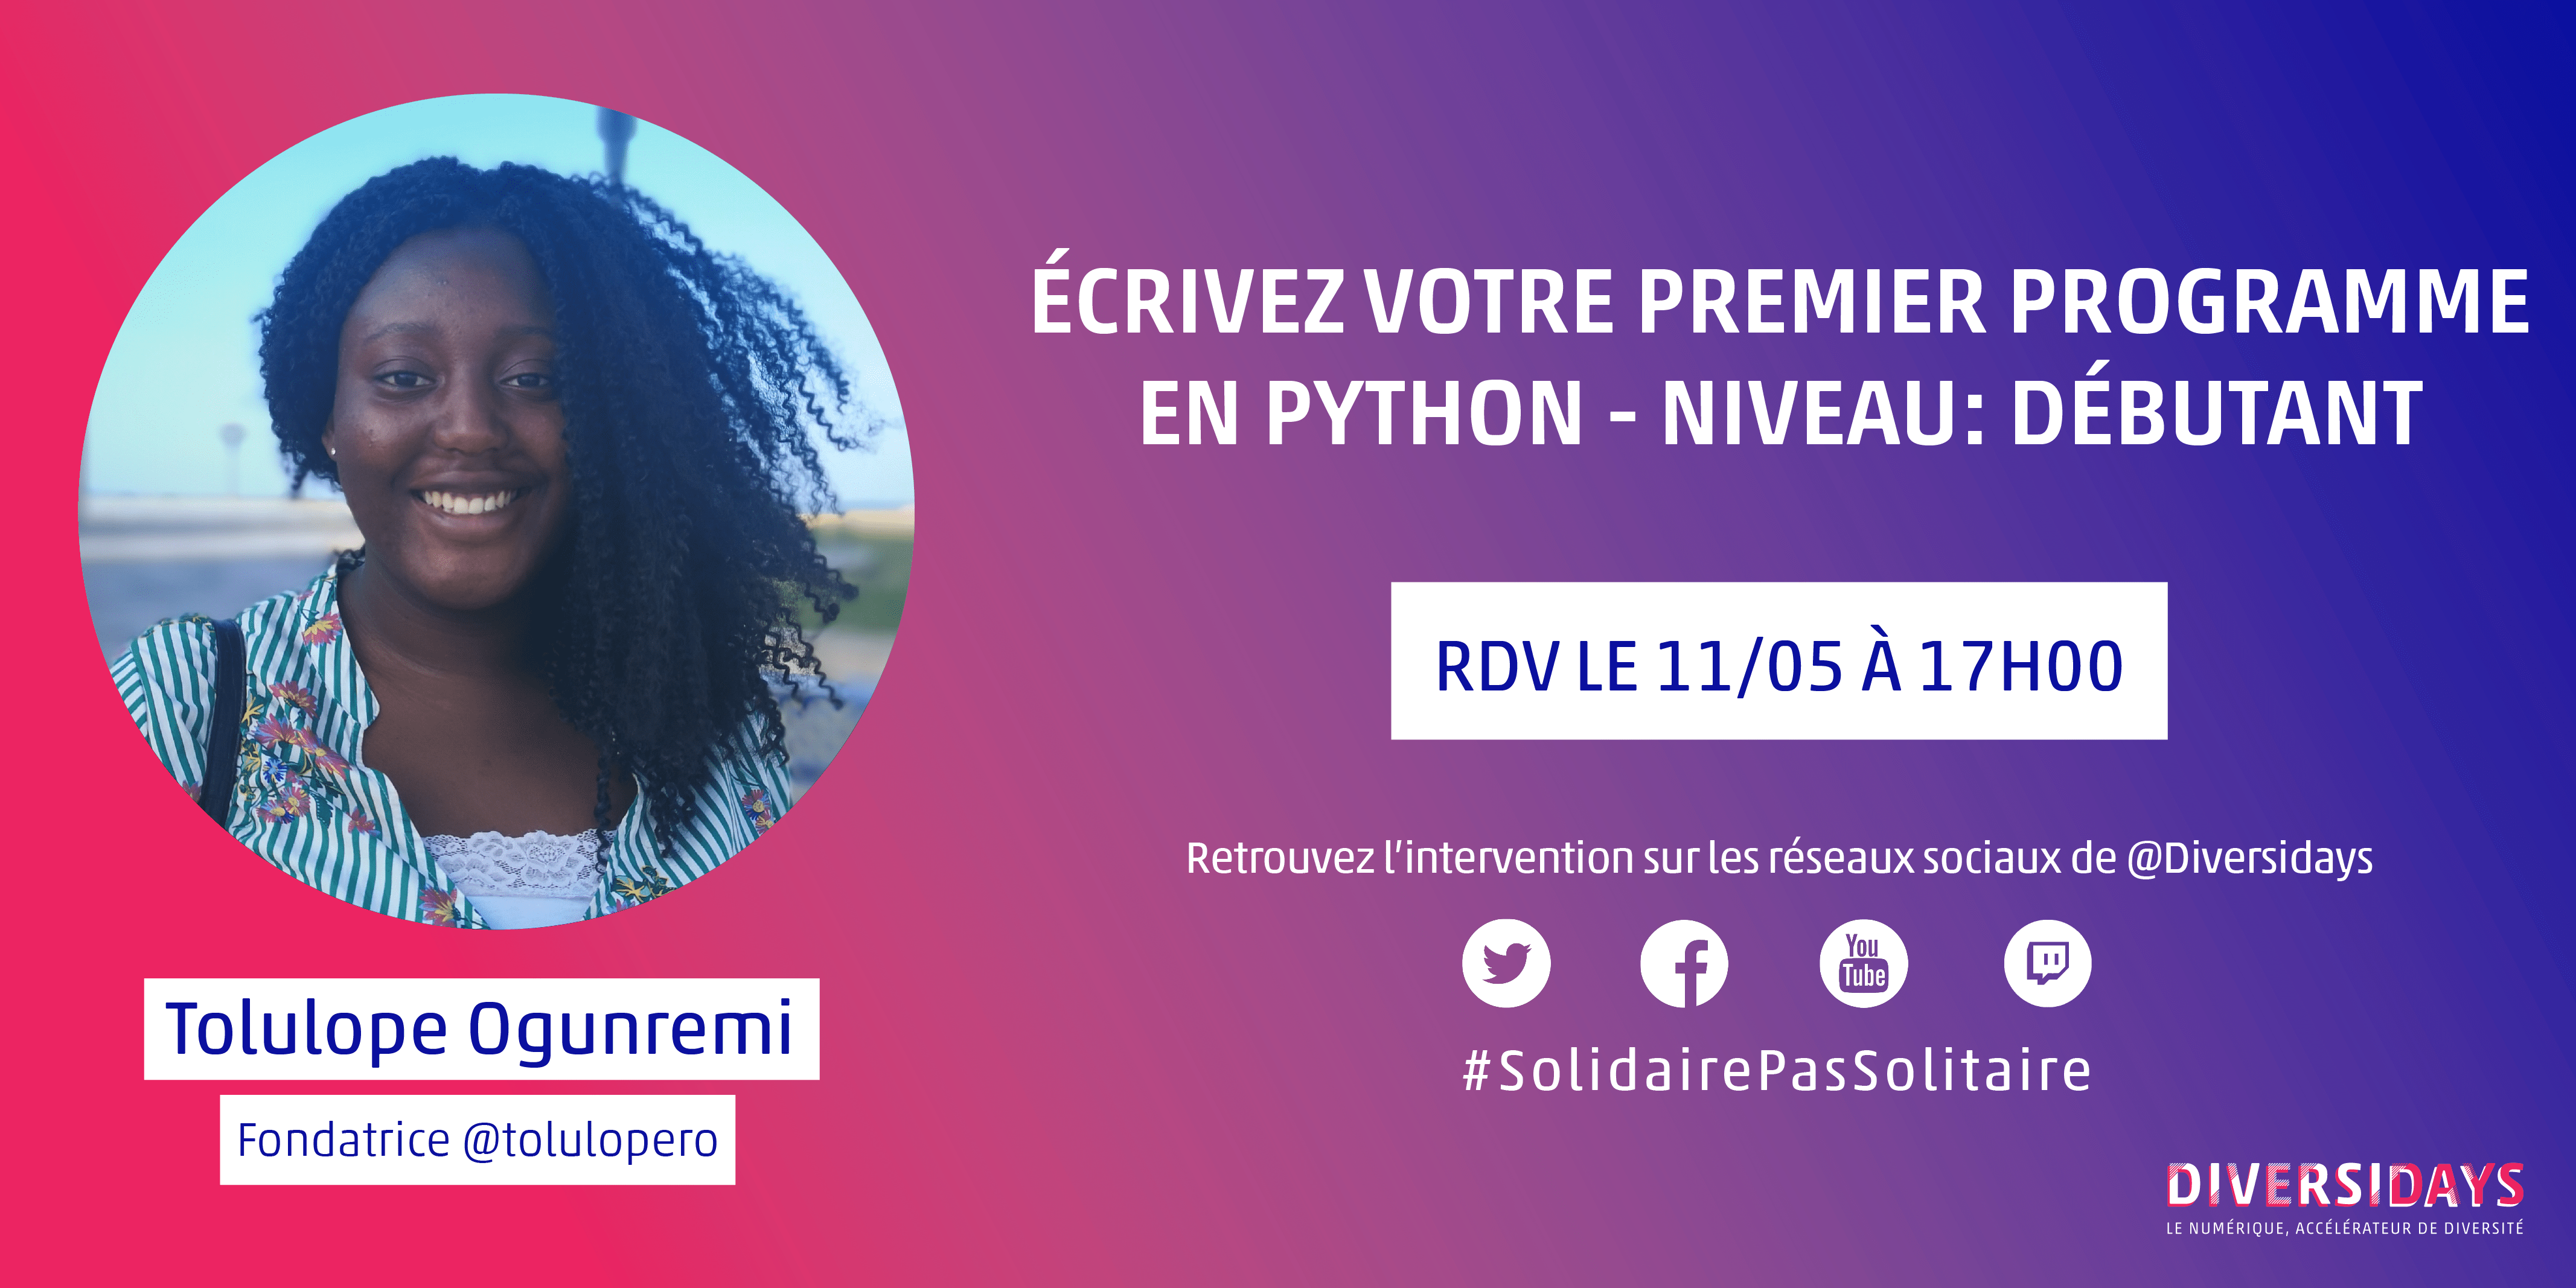 ÉCRIVEZ VOTRE PREMIER PROGRAMME
EN PYTHON - NIVEAU: DÉBUTANT
RDV LE 11/05 À 17H00
Retrouvez l'intervention sur les réseaux sociaux de @Diversidays
You
Tube
#SolidairePasSolitaire
Tolulope Ogunremi
Fondatrice @tolulopero
DIVERSIDAYS
LE NUMÉRIQUE, ACCÉLÉRATEUR DE DIVERSITÉ